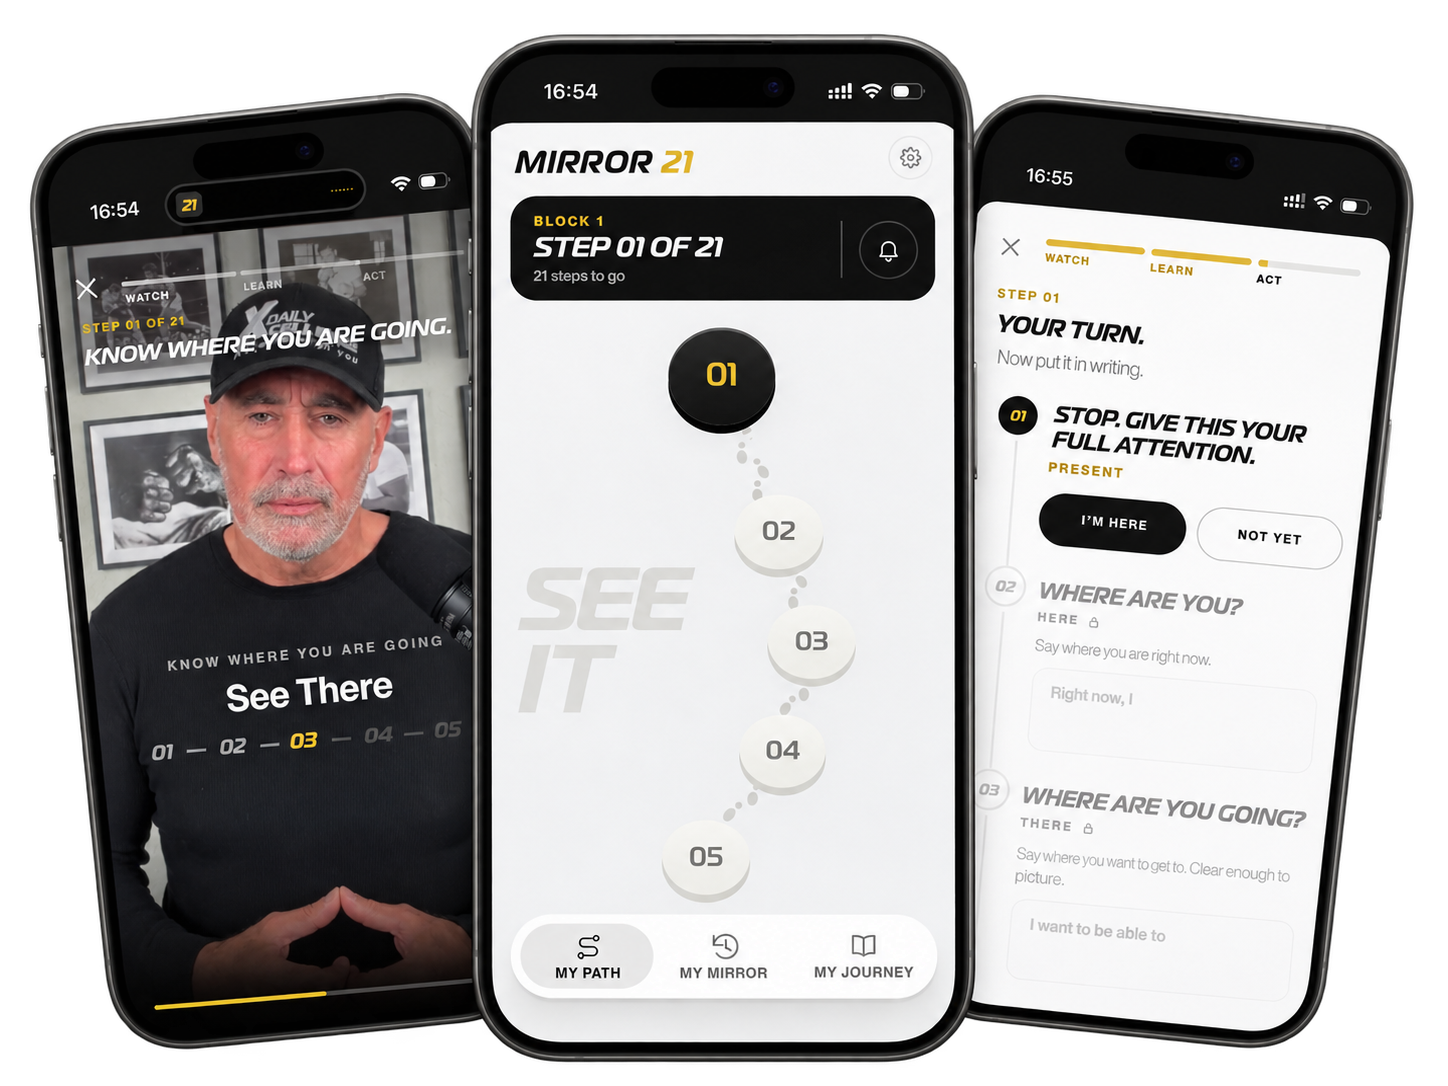 16:54
21
WATCH
LEARN
ACT
STEP 01 OF 21
KNOW WHERE YOU ARE GOING.
DAILY
YOU
KNOW WHERE YOU ARE GOING
See There
01 — 02 — 03 — 04 — 05
16:54
MIRROR 21
BLOCK 1
STEP 01 OF 21
21 steps to go
01
02
SEE
IT
03
04
05
MY PATH
MY MIRROR
MY JOURNEY
16:55
WATCH
LEARN
ACT
STEP 01
YOUR TURN.
Now put it in writing.
01
STOP. GIVE THIS YOUR
FULL ATTENTION.
PRESENT
I'M HERE
NOT YET
02
WHERE ARE YOU?
HERE
Say where you are right now.
Right now, I
03
WHERE ARE YOU GOING?
THERE
Say where you want to get to. Clear enough to
picture.
I want to be able to